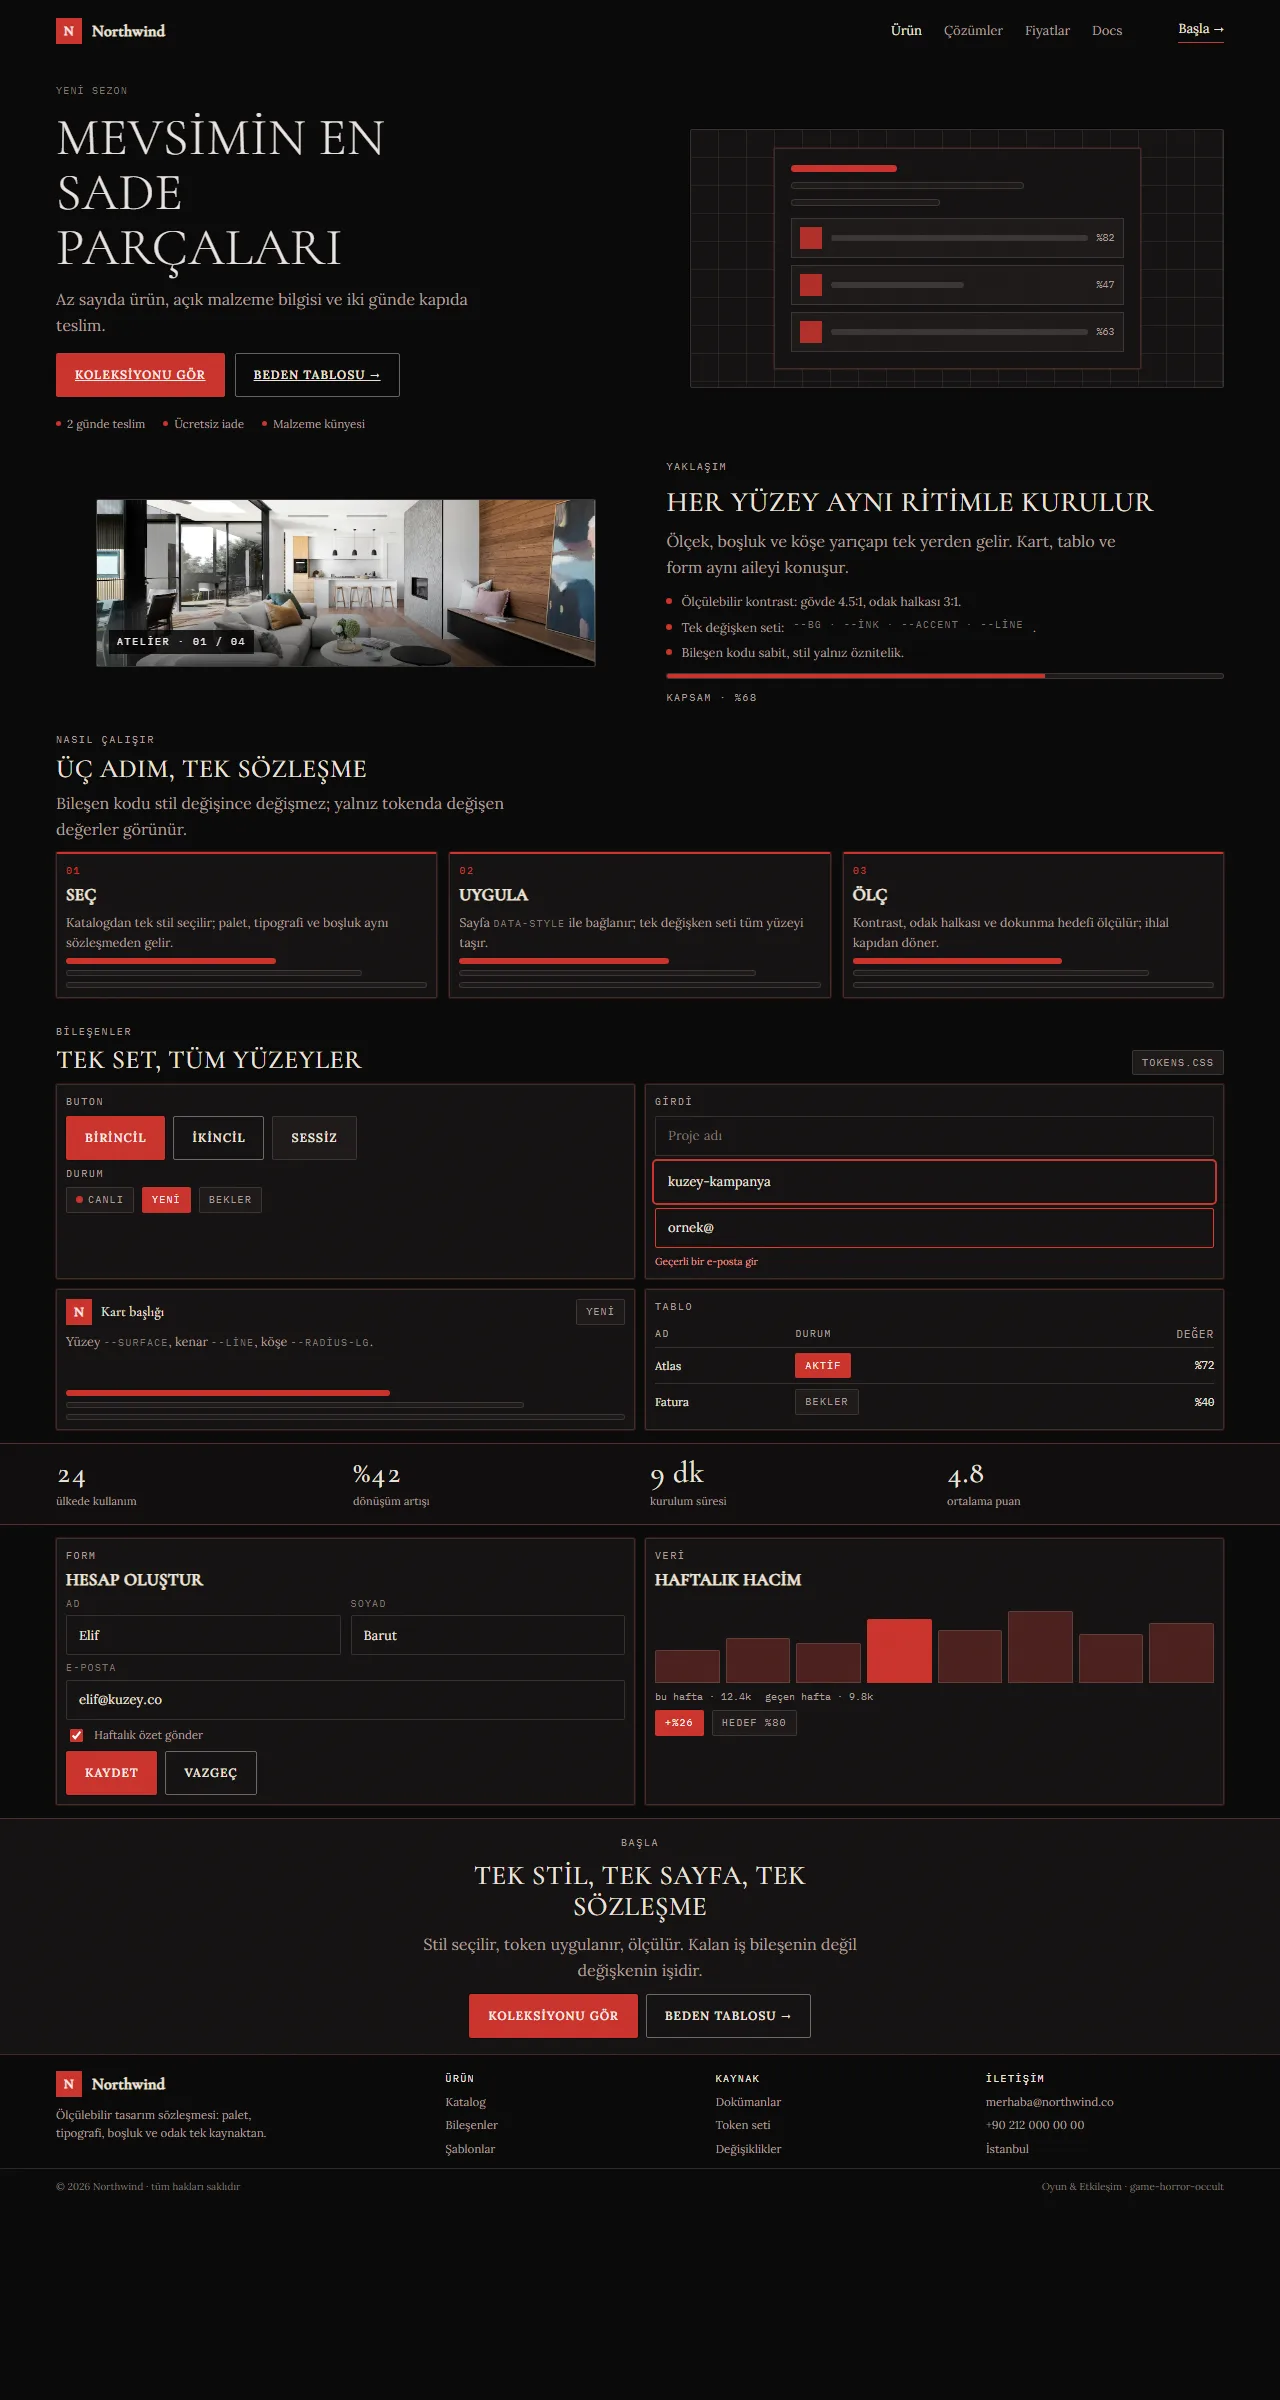 N Northwind
Ürün Çözümler Fiyatlar Docs Başla →
YENİ SEZON
MEVSİMİN EN
SADE
PARÇALARI
Az sayıda ürün, açık malzeme bilgisi ve iki günde kapıda
teslim.
KOLEKSİYONU GÖR BEDEN TABLOSU →
2 günde teslim Ücretsiz iade Malzeme künyesi
%82
%47
%63
ATELİER · 01 / 04
YAKLAŞIM
HER YÜZEY AYNI RİTİMLE KURULUR
Ölçek, boşluk ve köşe yarıçapı tek yerden gelir. Kart, tablo ve
form aynı aileyi konuşur.
Ölçülebilir kontrast: gövde 4.5:1, odak halkası 3:1.
Tek değişken seti: --BG · --İNK · --ACCENT · --LİNE .
Bileşen kodu sabit, stil yalnız öznitelik.
KAPSAM · %68
NASIL ÇALIŞIR
ÜÇ ADIM, TEK SÖZLEŞME
Bileşen kodu stil değişince değişmez; yalnız tokenda değişen
değerler görünür.
01
SEÇ
Katalogdan tek stil seçilir; palet, tipografi ve boşluk aynı
sözleşmeden gelir.
02
UYGULA
Sayfa DATA-STYLE ile bağlanır; tek değişken seti tüm yüzeyi
taşır.
03
ÖLÇ
Kontrast, odak halkası ve dokunma hedefi ölçülür; ihlal
kapıdan döner.
BİLEŞENLER
TEK SET, TÜM YÜZEYLER
TOKENS.CSS
BUTON
BİRİNCİL İKİNCİL SESSİZ
DURUM
CANLI YENİ BEKLER
GİRDİ
Proje adı
kuzey-kampanya
ornek@
Geçerli bir e-posta gir
N Kart başlığı YENİ
Yüzey --SURFACE, kenar --LİNE, köşe --RADİUS-LG.
TABLO
AD DURUM DEĞER
Atlas AKTİF %72
Fatura BEKLER %40
24
ülkede kullanım
%42
dönüşüm artışı
9 dk
kurulum süresi
4.8
ortalama puan
FORM
HESAP OLUŞTUR
AD SOYAD
Elif Barut
E-POSTA
elif@kuzey.co
Haftalık özet gönder
KAYDET VAZGEÇ
VERİ
HAFTALIK HACİM
bu hafta · 12.4k geçen hafta · 9.8k
+%26 HEDEF %80
BAŞLA
TEK STİL, TEK SAYFA, TEK
SÖZLEŞME
Stil seçilir, token uygulanır, ölçülür. Kalan iş bileşenin değil
değişkenin işidir.
KOLEKSİYONU GÖR BEDEN TABLOSU →
N Northwind
Ölçülebilir tasarım sözleşmesi: palet,
tipografi, boşluk ve odak tek kaynaktan.
ÜRÜN
Katalog
Bileşenler
Şablonlar
KAYNAK
Dokümanlar
Token seti
Değişiklikler
İLETİŞİM
merhaba@northwind.co
+90 212 000 00 00
İstanbul
© 2026 Northwind · tüm hakları saklıdır
Oyun & Etkileşim · game-horror-occult